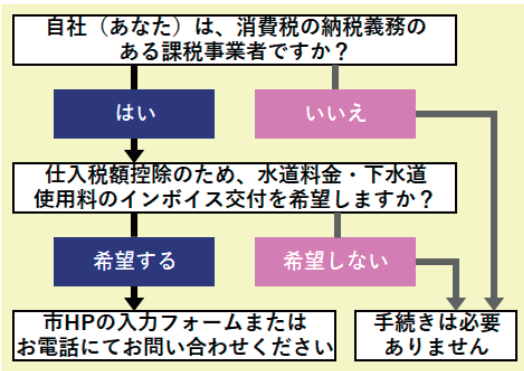 自社（あなた）は、消費税の納税義務の
ある課税事業者ですか？
はい
いいえ
仕入税額控除のため、水道料金・下水道
使用料のインボイス交付を希望しますか？
希望する
希望しない
市HPの入力フォームまたは
お電話にてお問い合わせください
手続きは必要
ありません